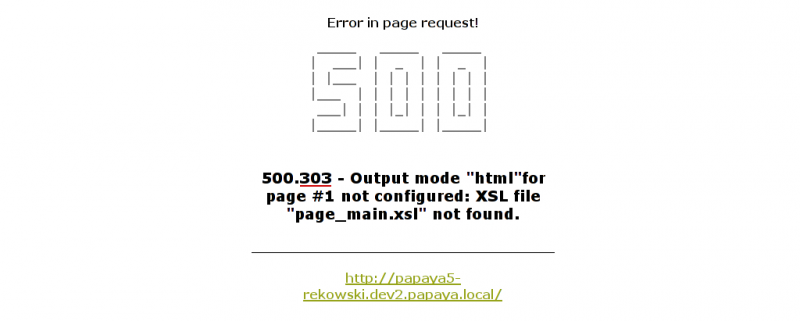 Error in page request!
500
500.303 - Output mode "html"for
page #1 not configured: XSL file
"page_main.xsl" not found.
http://papaya5-
rekowski.dev2.papaya.local/